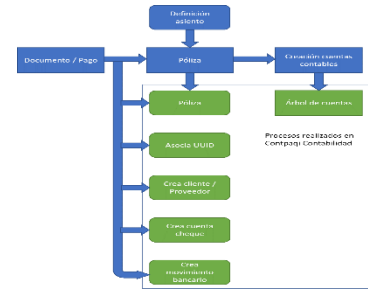 Definición
asiento
Documento / Pago
Póliza
Creación cuentas
contables
Póliza
Árbol de cuentas
Asocia UUID
Procesos realizados en
Contpaqi Contabilidad
Crea cliente /
Proveedor
Crea cuenta
cheque
Crea
movimiento
bancario